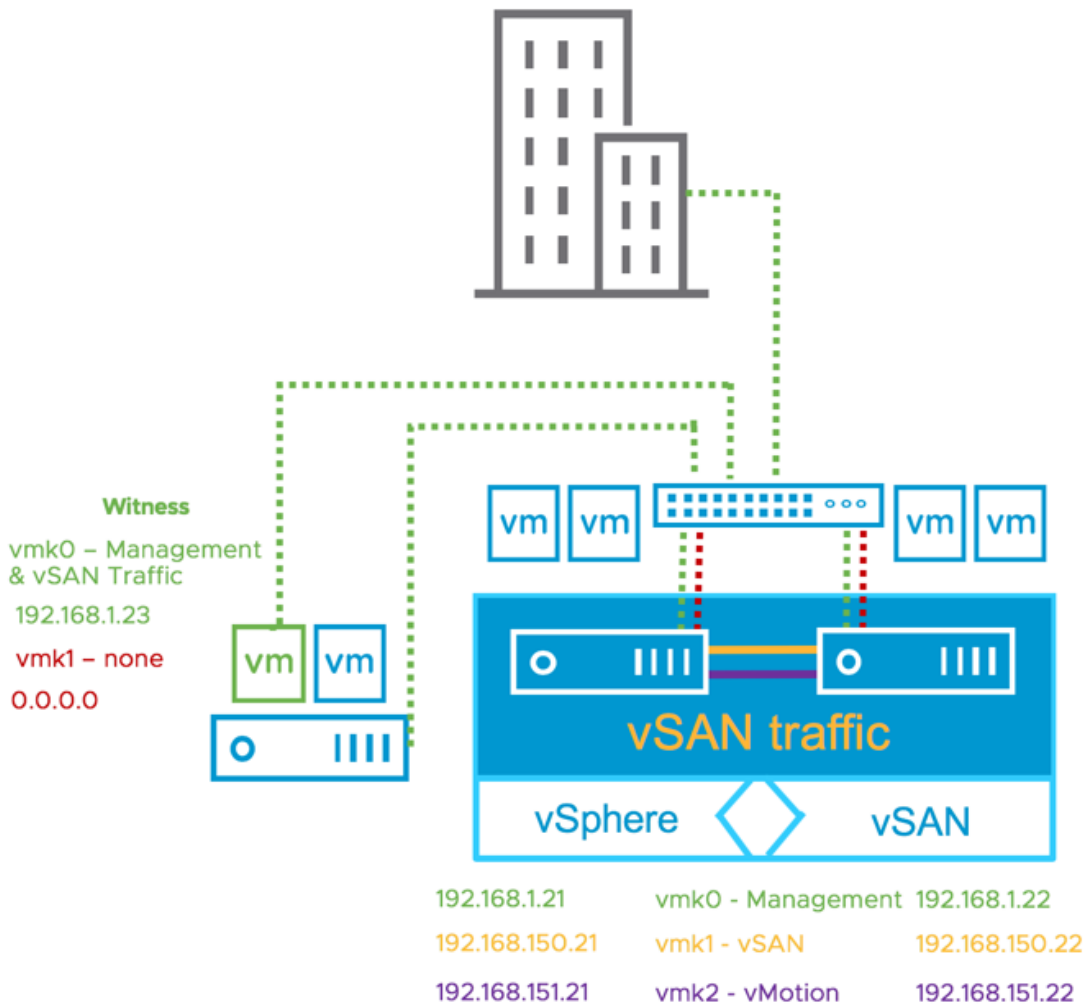 Witness
vmk0 – Management
& vSAN Traffic
192.168.1.23
vmk1 – none
0.0.0.0
vm
vm
vm
vm
vm
vm
vSAN traffic
vSphere
vSAN
192.168.1.21 vmk0 - Management 192.168.1.22
192.168.150.21 vmk1 - vSAN 192.168.150.22
192.168.151.21 vmk2 - vMotion 192.168.151.22